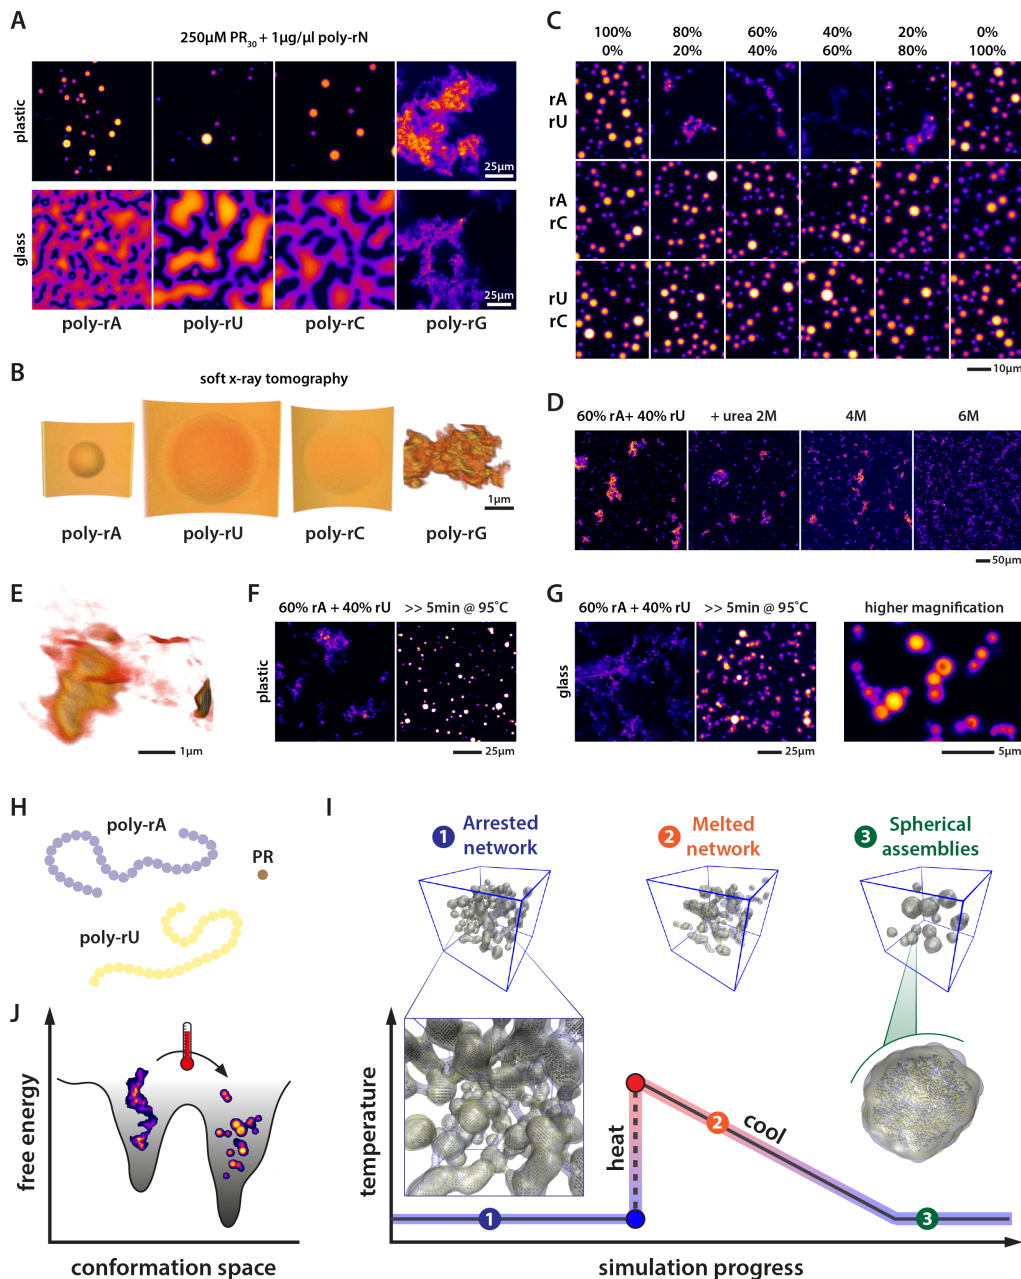 A
250μM PR30 + 1μg/μl poly-rN
plastic
25μm
glass
25μm
poly-rA poly-rU poly-rC poly-rG
B
soft x-ray tomography
1μm
poly-rA poly-rU poly-rC poly-rG
C
100% 80% 60% 40% 20% 0%
0% 20% 40% 60% 80% 100%
rA
rU
rA
rC
rU
rC
10μm
D
60% rA+ 40% rU + urea 2M 4M 6M
50μm
E
1μm
F
60% rA + 40% rU >> 5min @ 95˚C
plastic
25μm
G
60% rA + 40% rU >> 5min @ 95˚C higher magnification
glass
25μm 5μm
H
poly-rA
PR
poly-rU
I
1 Arrested
network
2 Melted
network
3 Spherical
assemblies
temperature
heat
2
cool
1
3
simulation progress
J
free energy
conformation space